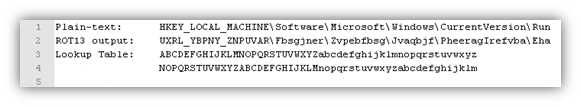 1 Plain-text: HKEY_LOCAL_MACHINE\Software\Microsoft\Windows\CurrentVersion\Run
2 ROT13 output: UXRL_YBPNY_ZNPUVAR\Fbsgjner\Zvpebfbsg\Jvaqbjf\PheeragIrefvba\Eha
3 Lookup Table: ABCDEFGHIJKLMNOPQRSTUVWXYZabcdefghijklmnopqrstuvwxyz
4 NOPQRSTUVWXYZABCDEFGHIJKLMnopqrstuvwxyzabcdefghijklm
5